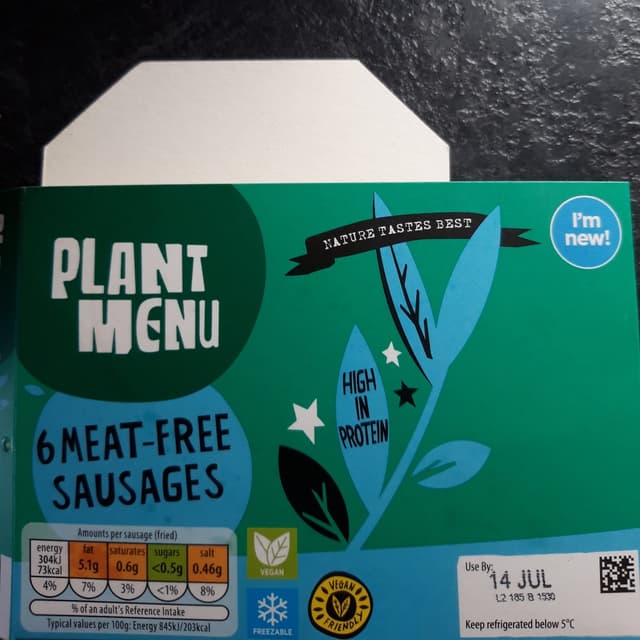 NATURE TASTES BEST
I'm
new!
PLANT
MENU
HIGH
IN
PROTEIN
6 MEAT-FREE
SAUSAGES
Amounts per sausage (fried)
energy fat saturates sugars salt
304kJ 5.1g 0.6g <0.5g 0.46g
73kcal
4% 7% 3% <1% 8%
% of an adult's Reference Intake
Typical values per 100g: Energy 845kJ/203kcal
VEGAN
FREEZABLE
VEGAN
FRIENDLY
Use By:
14 JUL
L2 185 B 1530
Keep refrigerated below 5°C